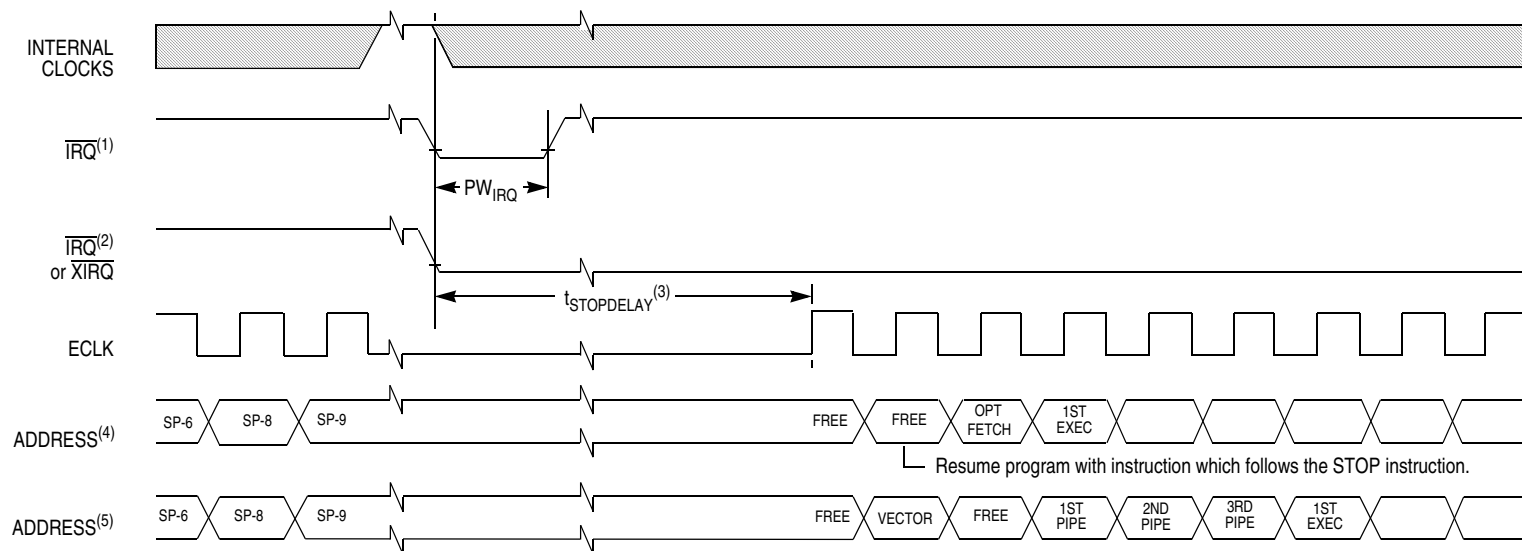 INTERNAL
CLOCKS
IRQ(1)
PWIRQ
IRQ(2)
or XIRQ
tSTOPDELAY(3)
ECLK
ADDRESS(4)
SP-6 SP-8 SP-9 FREE FREE OPT FETCH 1ST EXEC
Resume program with instruction which follows the STOP instruction.
ADDRESS(5)
SP-6 SP-8 SP-9 FREE VECTOR FREE 1ST PIPE 2ND PIPE 3RD PIPE 1ST EXEC